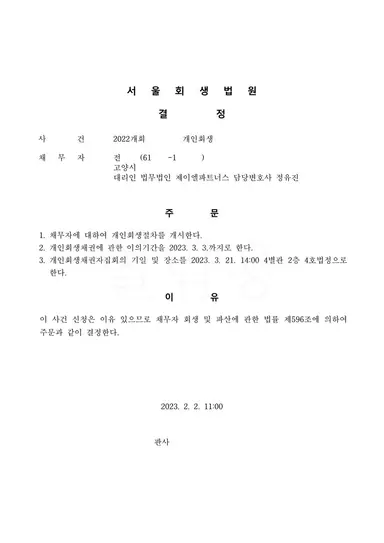 서 울 회 생 법 원
결 정
사 건 2022개회 개인회생
채 무 자 전 (61 -1 )
고양시
대리인 법무법인 제이엘파트너스 담당변호사 정유진
주 문
1. 채무자에 대하여 개인회생절차를 개시한다.
2. 개인회생채권에 관한 이의기간을 2023. 3. 3.까지로 한다.
3. 개인회생채권자집회의 기일 및 장소를 2023. 3. 21. 14:00 4별관 2층 4호법정으로
한다.
이 유
이 사건 신청은 이유 있으므로 채무자 회생 및 파산에 관한 법률 제596조에 의하여
주문과 같이 결정한다.
2023. 2. 2. 11:00
판사